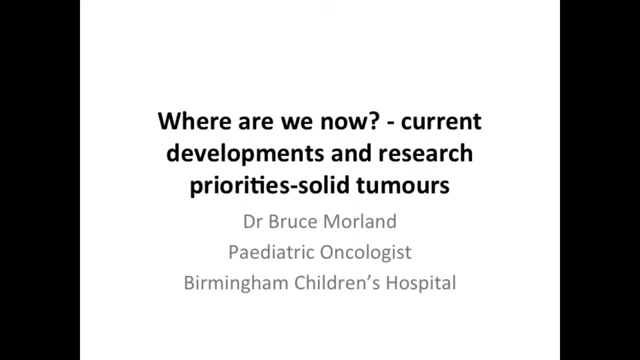 Where are we now? - current
developments and research
priorities-solid tumours
Dr Bruce Morland
Paediatric Oncologist
Birmingham Children’s Hospital